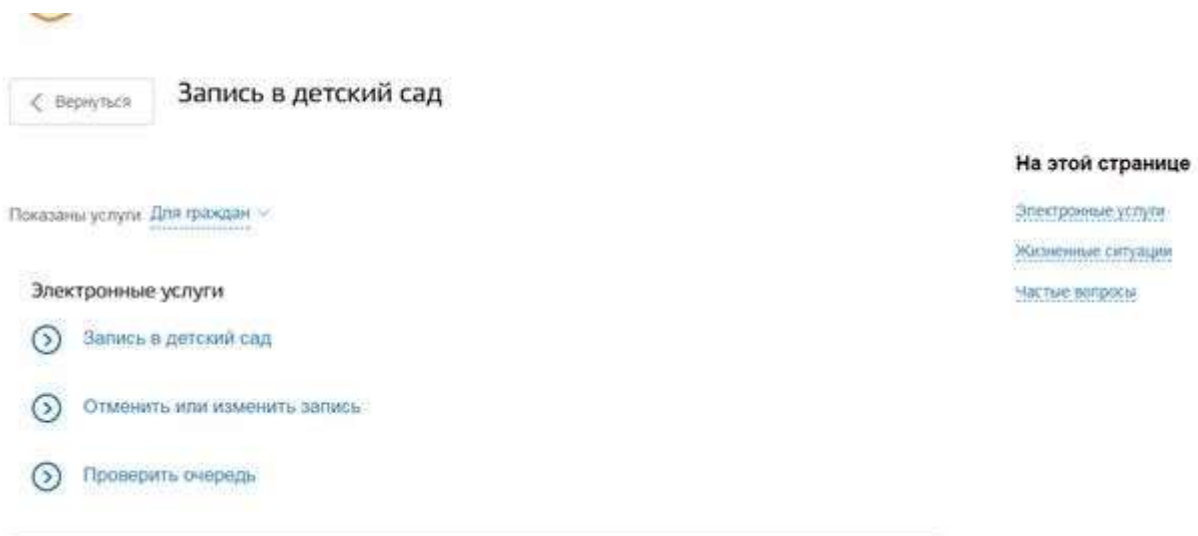 Вернуться
Запись в детский сад
Показаны услуги Для граждан
Электронные услуги
Запись в детский сад
Отменить или изменить запись
Проверить очередь
На этой странице
Электронные услуги
Жизненные ситуации
Частые вопросы